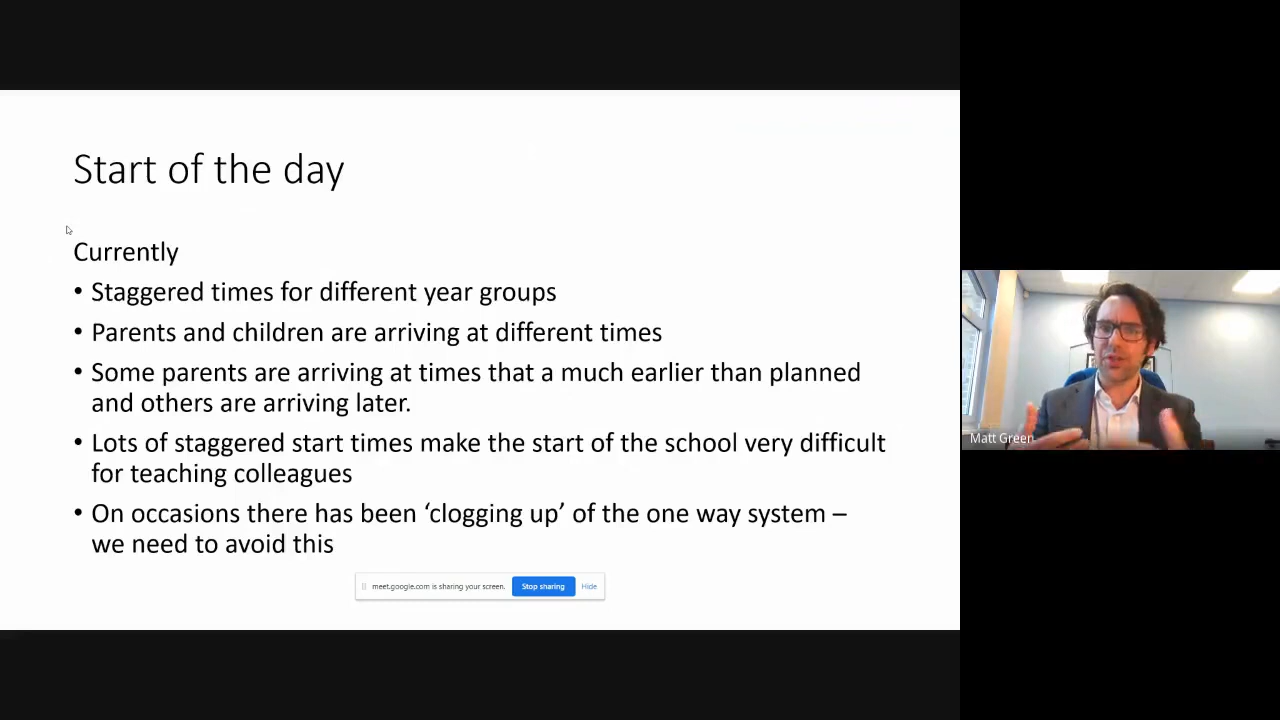 Start of the day
Currently
• Staggered times for different year groups
• Parents and children are arriving at different times
• Some parents are arriving at times that a much earlier than planned
and others are arriving later.
• Lots of staggered start times make the start of the school very difficult
for teaching colleagues
• On occasions there has been ‘clogging up’ of the one way system –
we need to avoid this
meet.google.com is sharing your screen. Stop sharing Hide
Matt Green